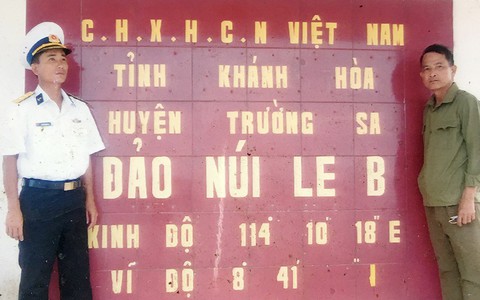 C.H.X.H.C.N VIỆT NAM
TỈNH KHÁNH HÒA
HUYỆN TRƯỜNG SA
ĐẢO NÚI LE B
KINH ĐỘ 114° 10' 18" E
VĨ ĐỘ 8° 41' "